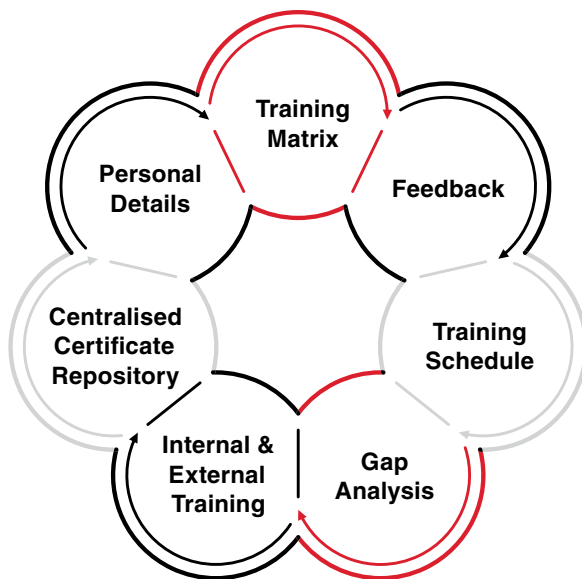 Training
Matrix
Feedback
Training
Schedule
Gap
Analysis
Internal &
External
Training
Centralised
Certificate
Repository
Personal
Details